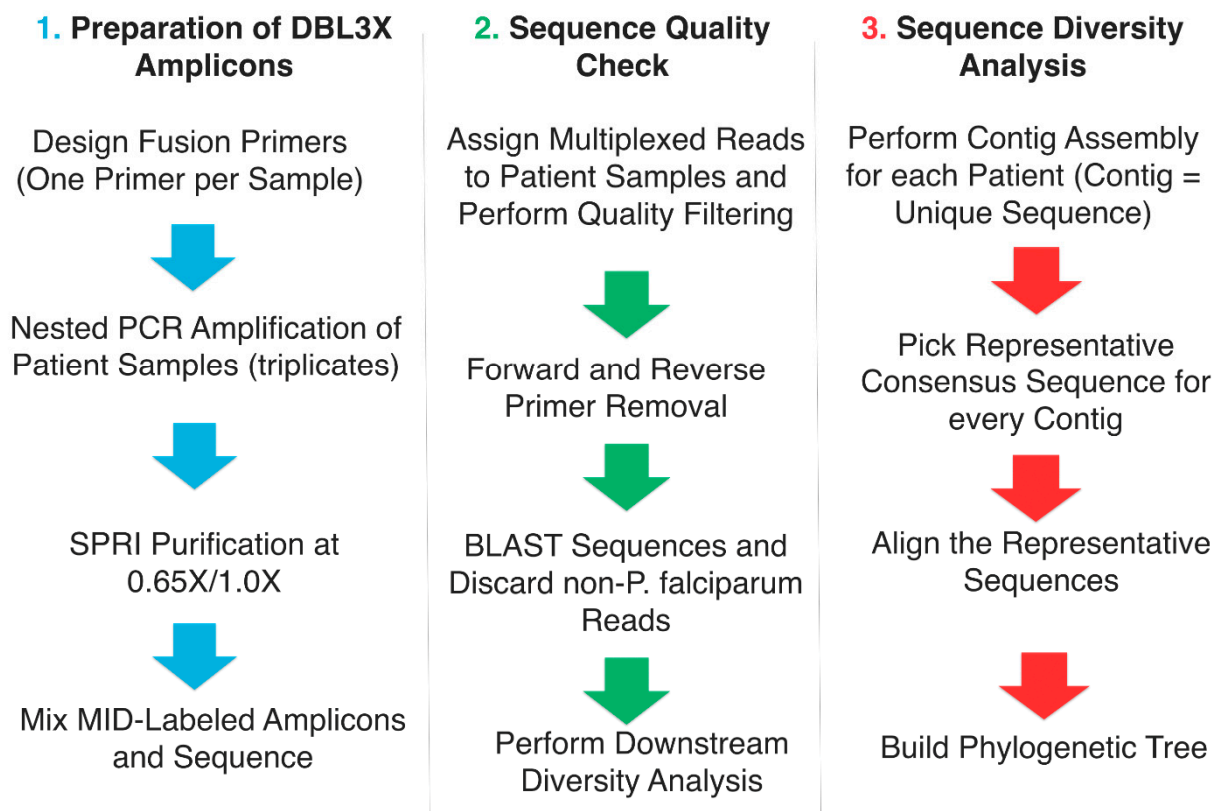 1. Preparation of DBL3X
Amplicons
Design Fusion Primers
(One Primer per Sample)
Nested PCR Amplification of
Patient Samples (triplicates)
SPRI Purification at
0.65X/1.0X
Mix MID-Labeled Amplicons
and Sequence
2. Sequence Quality
Check
Assign Multiplexed Reads
to Patient Samples and
Perform Quality Filtering
Forward and Reverse
Primer Removal
BLAST Sequences and
Discard non-P. falciparum
Reads
Perform Downstream
Diversity Analysis
3. Sequence Diversity
Analysis
Perform Contig Assembly
for each Patient (Contig =
Unique Sequence)
Pick Representative
Consensus Sequence for
every Contig
Align the Representative
Sequences
Build Phylogenetic Tree